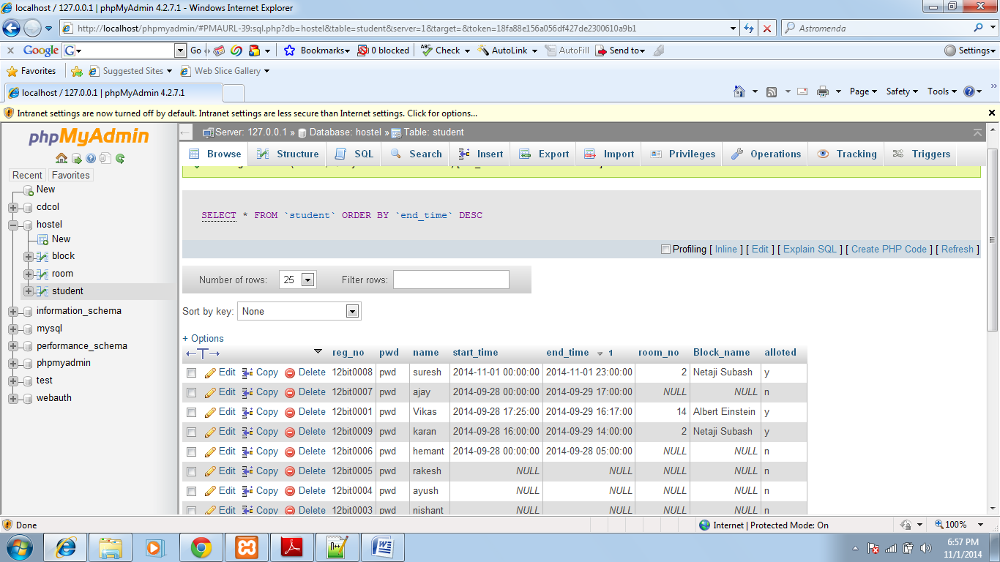 localhost / 127.0.0.1 | phpMyAdmin 4.2.7.1 - Windows Internet Explorer
http://localhost/phpmyadmin/#PMAURL-39:sql.php?db=hostel&table=student&server=1&target=&token=18fa88e156a056df427de2300610a9b1
Astromenda
x Google G Go Bookmarks 0 blocked ABC Check AutoLink AutoFill Send to Settings
Favorites Suggested Sites Web Slice Gallery
localhost / 127.0.0.1 | phpMyAdmin 4.2.7.1 Page Safety Tools
Intranet settings are now turned off by default. Intranet settings are less secure than Internet settings. Click for options...
phpMyAdmin
Recent Favorites
New
cdcol
hostel
New
block
room
student
information_schema
mysql
performance_schema
phpmyadmin
test
webauth
Server: 127.0.0.1 » Database: hostel » Table: student
Browse Structure SQL Search Insert Export Import Privileges Operations Tracking Triggers
SELECT * FROM `student` ORDER BY `end_time` DESC
Profiling [ Inline ] [ Edit ] [ Explain SQL ] [ Create PHP Code ] [ Refresh ]
Number of rows: 25 Filter rows:
Sort by key: None
+ Options
←T→ reg_no pwd name start_time end_time 1 room_no Block_name alloted
Edit Copy Delete 12bit0008 pwd suresh 2014-11-01 00:00:00 2014-11-01 23:00:00 2 Netaji Subash y
Edit Copy Delete 12bit0007 pwd ajay 2014-09-28 00:00:00 2014-09-29 17:00:00 NULL NULL n
Edit Copy Delete 12bit0001 pwd Vikas 2014-09-28 17:25:00 2014-09-29 16:17:00 14 Albert Einstein y
Edit Copy Delete 12bit0009 pwd karan 2014-09-28 16:00:00 2014-09-29 14:00:00 2 Netaji Subash y
Edit Copy Delete 12bit0006 pwd hemant 2014-09-28 00:00:00 2014-09-28 05:00:00 NULL NULL n
Edit Copy Delete 12bit0005 pwd rakesh NULL NULL NULL NULL n
Edit Copy Delete 12bit0004 pwd ayush NULL NULL NULL NULL n
Edit Copy Delete 12bit0003 pwd nishant NULL NULL NULL NULL n
Done Internet | Protected Mode: On 100%
6:57 PM
11/1/2014